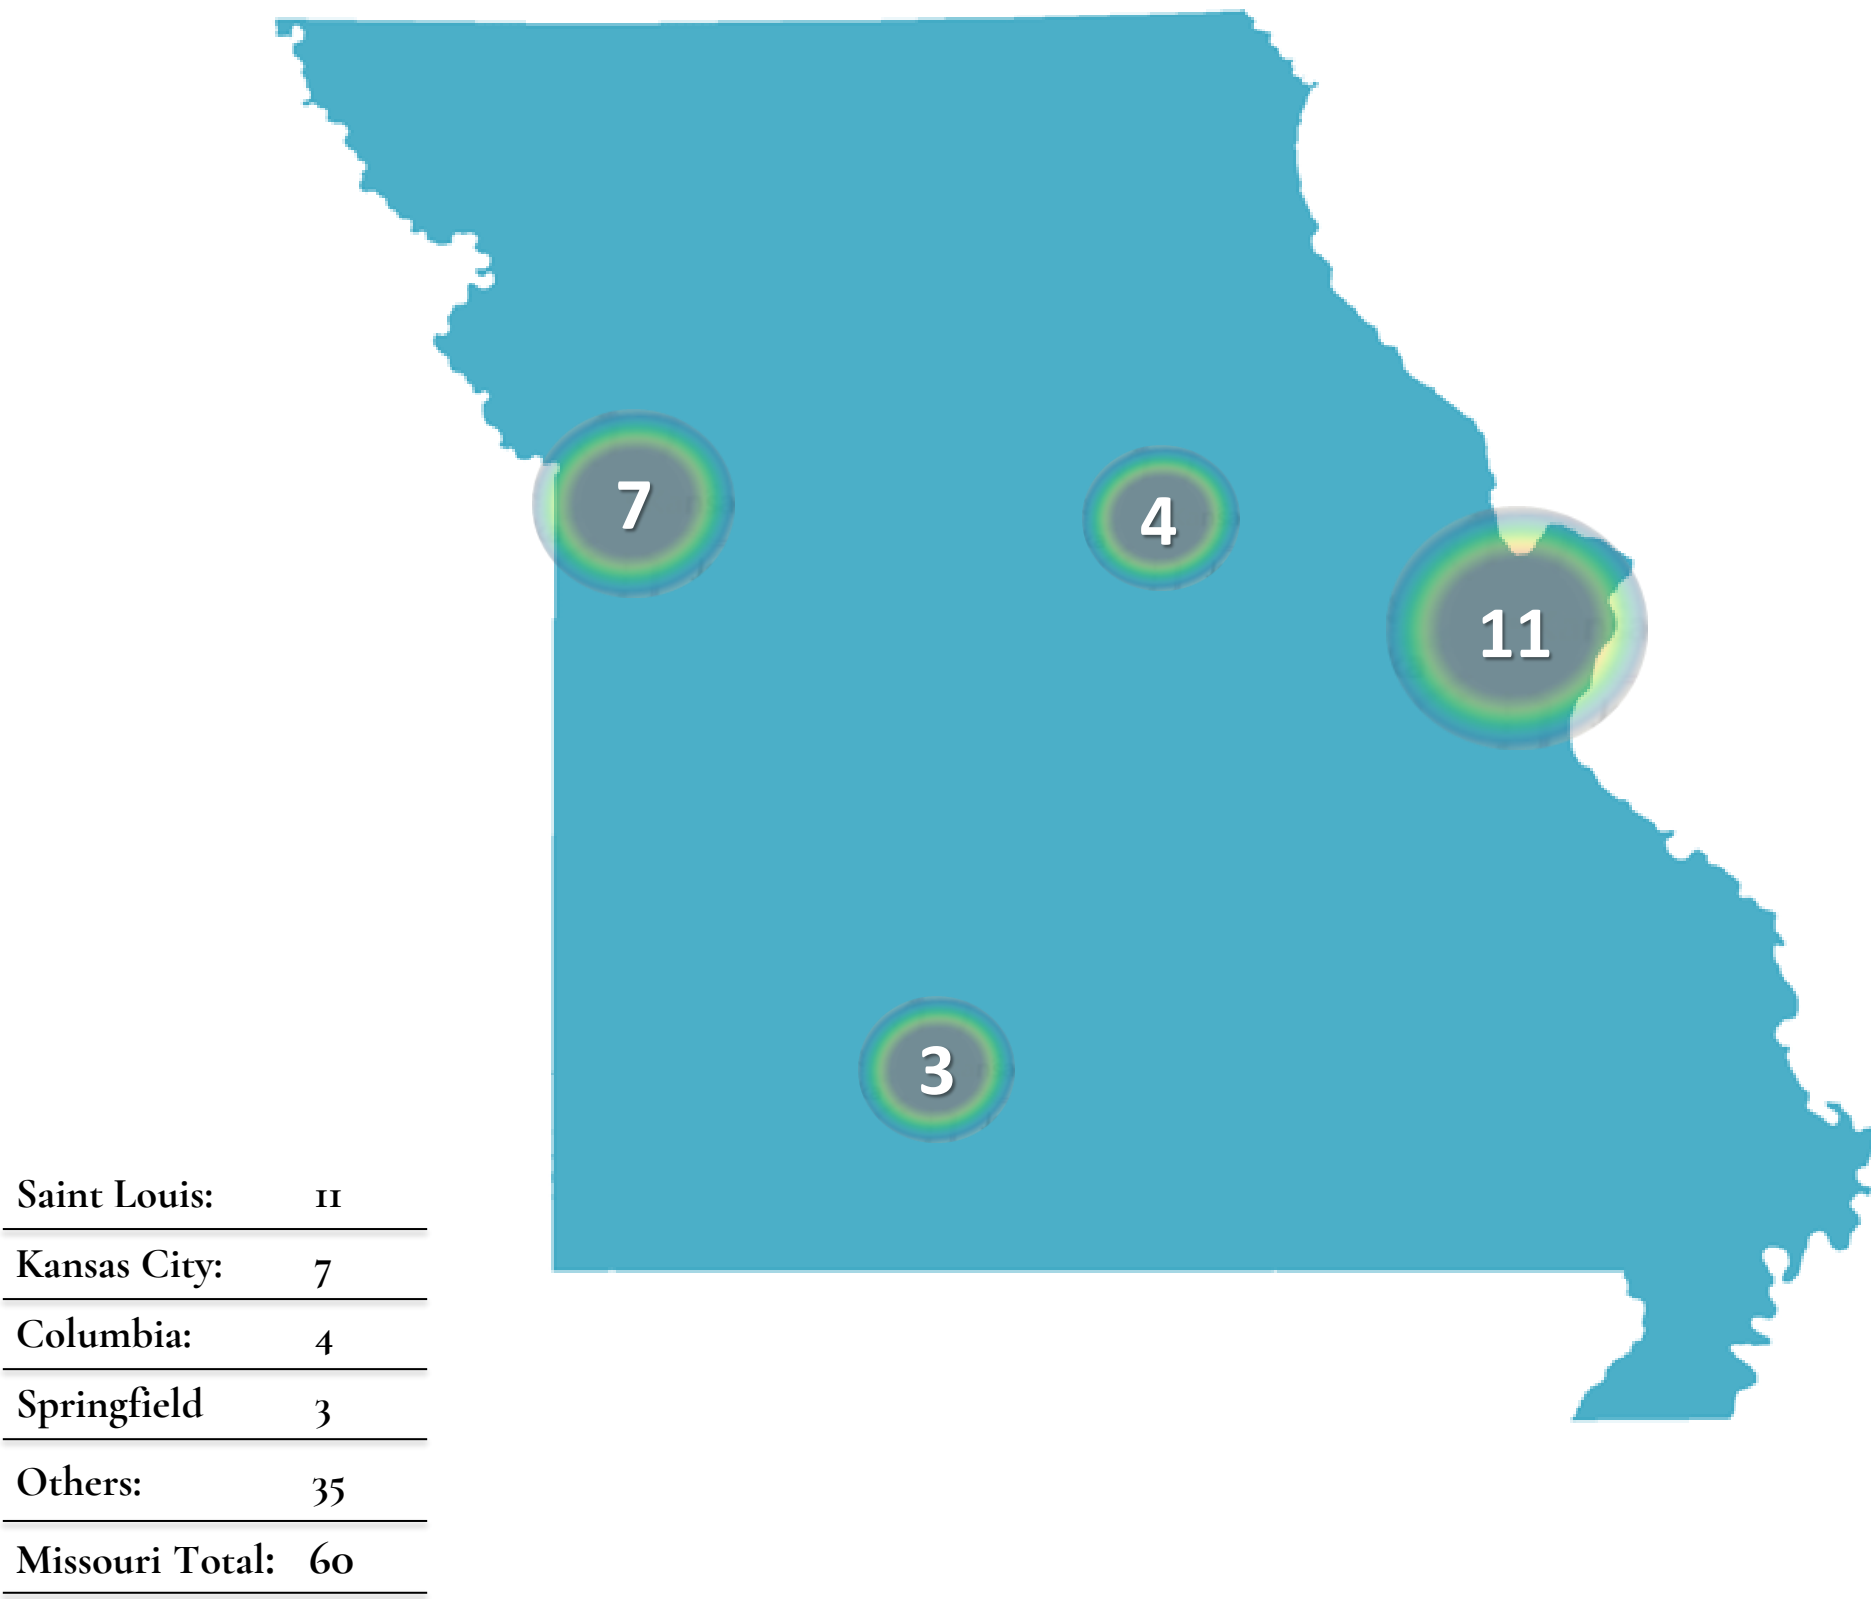 7
4
11
3
Saint Louis: 11
Kansas City: 7
Columbia: 4
Springfield 3
Others: 35
Missouri Total: 60